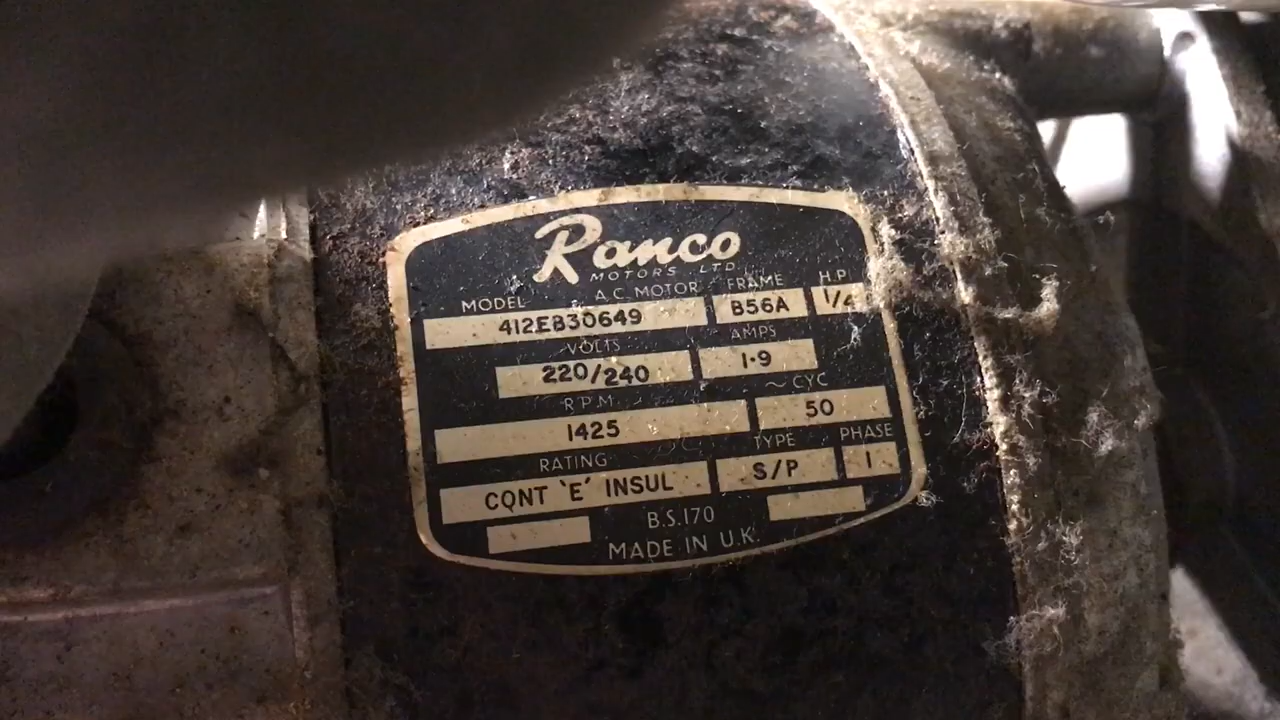 Ranco
MOTORS LTD.
MODEL A.C. MOTOR FRAME H.P
412EB30649 B56A 1/4
VOLTS AMPS
220/240 1·9
R.P.M. ~ CYC
1425 50
RATING TYPE PHASE
CONT 'E' INSUL S/P 1
B.S.170
MADE IN U.K.